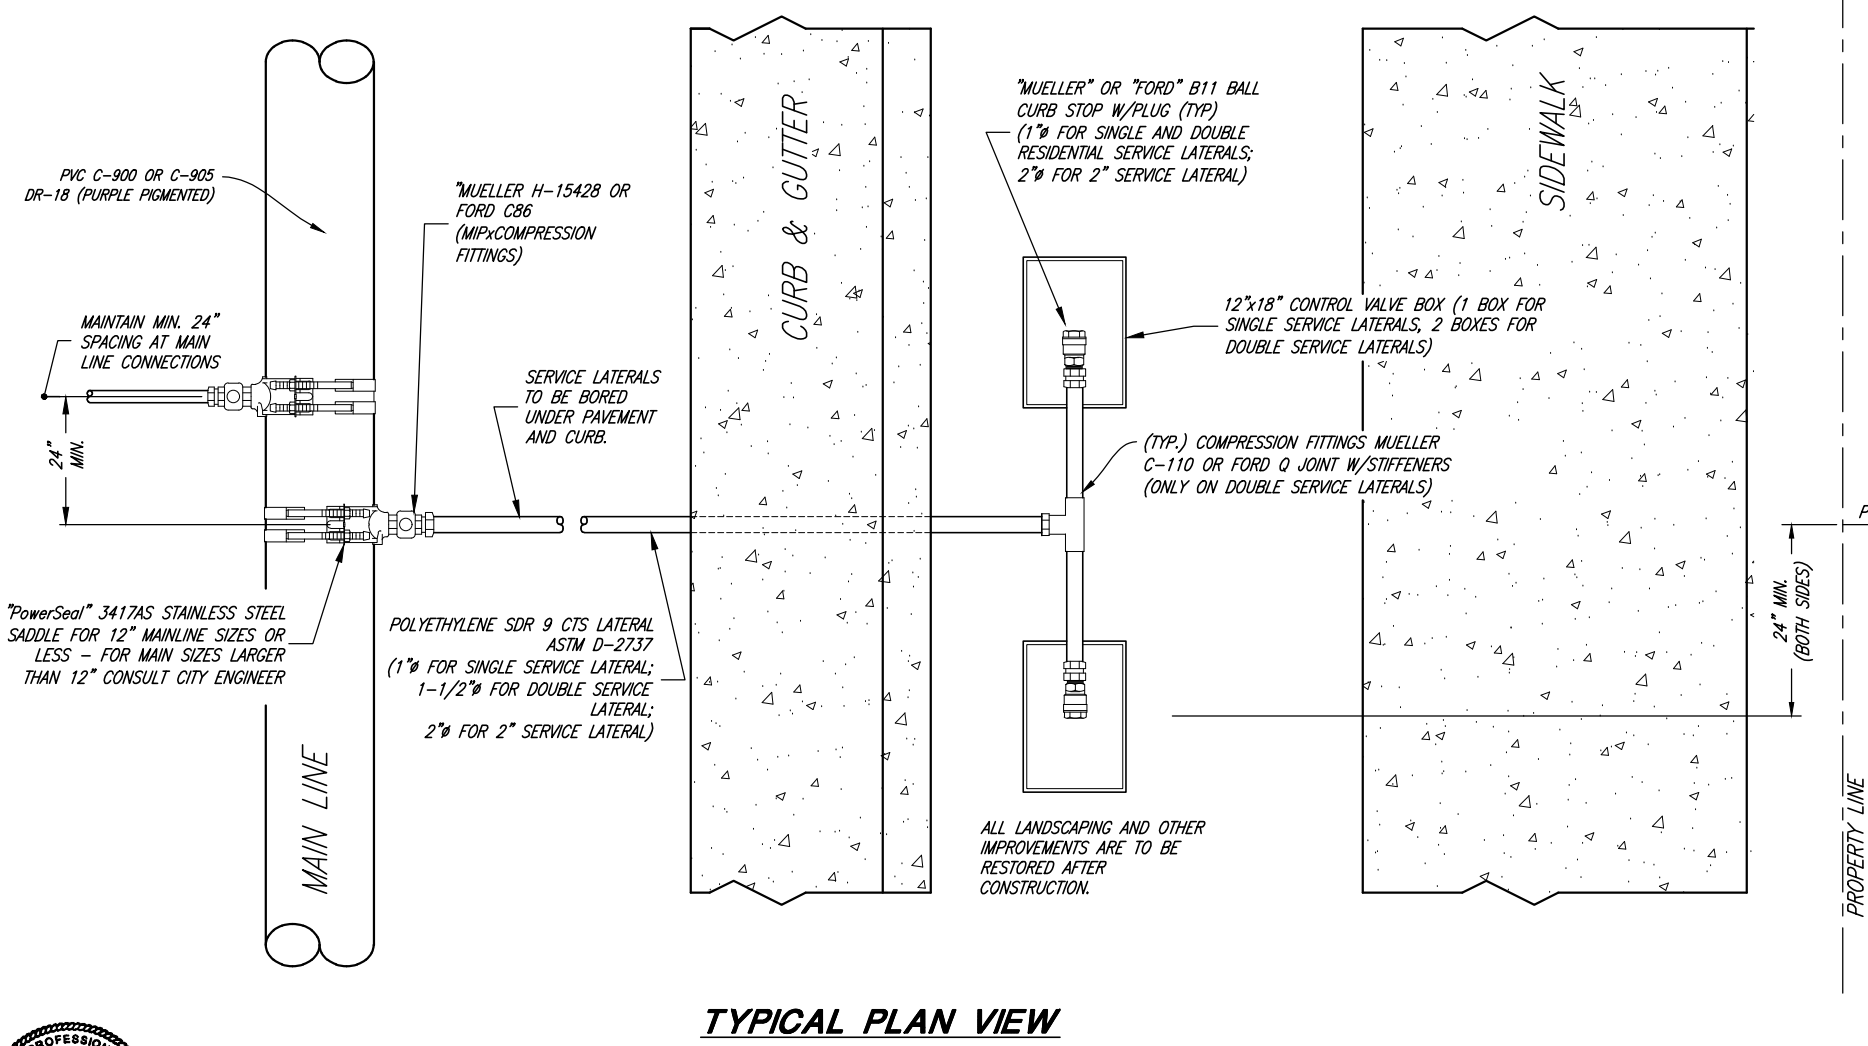 "MUELLER" OR "FORD" B11 BALL
CURB STOP W/PLUG (TYP)
(1"ø FOR SINGLE AND DOUBLE
RESIDENTIAL SERVICE LATERALS;
2"ø FOR 2" SERVICE LATERAL)
CURB & GUTTER
SIDEWALK
PVC C-900 OR C-905
DR-18 (PURPLE PIGMENTED)
"MUELLER H-15428 OR
FORD C86
(MIPxCOMPRESSION
FITTINGS)
12"x18" CONTROL VALVE BOX (1 BOX FOR
SINGLE SERVICE LATERALS, 2 BOXES FOR
DOUBLE SERVICE LATERALS)
MAINTAIN MIN. 24"
SPACING AT MAIN
LINE CONNECTIONS
SERVICE LATERALS
TO BE BORED
UNDER PAVEMENT
AND CURB.
24"
MIN.
(TYP.) COMPRESSION FITTINGS MUELLER
C-110 OR FORD Q JOINT W/STIFFENERS
(ONLY ON DOUBLE SERVICE LATERALS)
P
24" MIN.
(BOTH SIDES)
"PowerSeal" 3417AS STAINLESS STEEL
SADDLE FOR 12" MAINLINE SIZES OR
LESS - FOR MAIN SIZES LARGER
THAN 12" CONSULT CITY ENGINEER
POLYETHYLENE SDR 9 CTS LATERAL
ASTM D-2737
(1"ø FOR SINGLE SERVICE LATERAL;
1-1/2"ø FOR DOUBLE SERVICE
LATERAL;
2"ø FOR 2" SERVICE LATERAL)
MAIN LINE
PROPERTY LINE
ALL LANDSCAPING AND OTHER
IMPROVEMENTS ARE TO BE
RESTORED AFTER
CONSTRUCTION.
TYPICAL PLAN VIEW